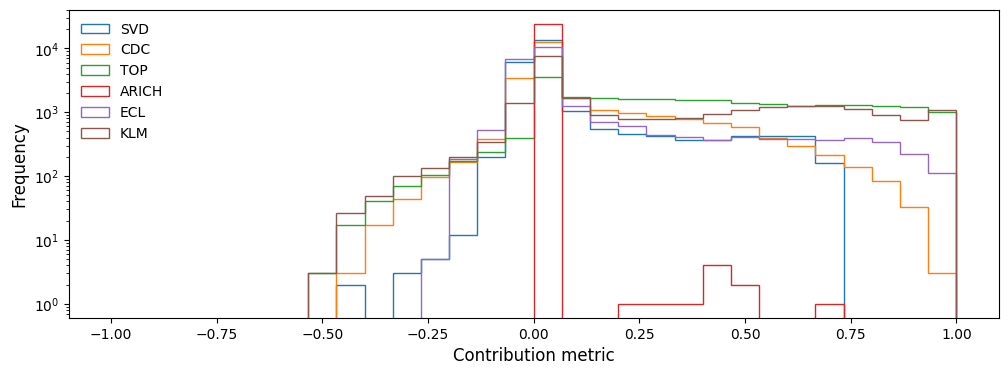 SVD
CDC
TOP
ARICH
ECL
KLM
Frequency
10⁴
10³
10²
10¹
10⁰
−1.00 −0.75 −0.50 −0.25 0.00 0.25 0.50 0.75 1.00
Contribution metric